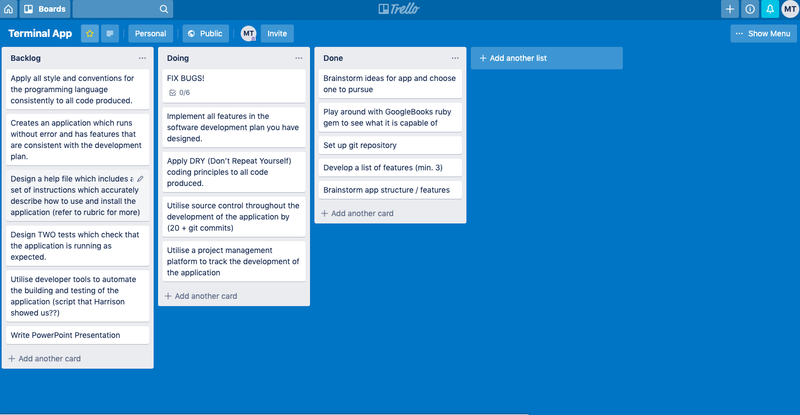 Boards
Trello
MT
Terminal App
Personal
Public
MT
Invite
Show Menu
Backlog
Apply all style and conventions for
the programming language
consistently to all code produced.
Creates an application which runs
without error and has features that
are consistent with the development
plan.
Design a help file which includes a
set of instructions which accurately
describe how to use and install the
application (refer to rubric for more)
Design TWO tests which check that
the application is running as
expected.
Utilise developer tools to automate
the building and testing of the
application (script that Harrison
showed us??)
Write PowerPoint Presentation
+ Add another card
Doing
FIX BUGS!
0/6
Implement all features in the
software development plan you have
designed.
Apply DRY (Don't Repeat Yourself)
coding principles to all code
produced.
Utilise source control throughout the
development of the application by
(20 + git commits)
Utilise a project management
platform to track the development of
the application
+ Add another card
Done
Brainstorm ideas for app and choose
one to pursue
Play around with GoogleBooks ruby
gem to see what it is capable of
Set up git repository
Develop a list of features (min. 3)
Brainstorm app structure / features
+ Add another card
+ Add another list